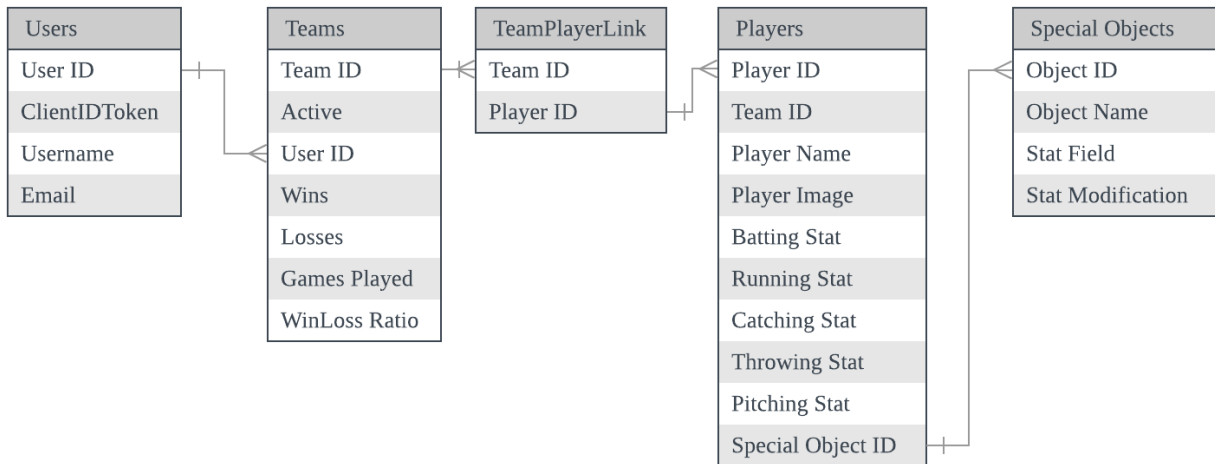 Users
User ID
ClientIDToken
Username
Email
Teams
Team ID
Active
User ID
Wins
Losses
Games Played
WinLoss Ratio
TeamPlayerLink
Team ID
Player ID
Players
Player ID
Team ID
Player Name
Player Image
Batting Stat
Running Stat
Catching Stat
Throwing Stat
Pitching Stat
Special Object ID
Special Objects
Object ID
Object Name
Stat Field
Stat Modification